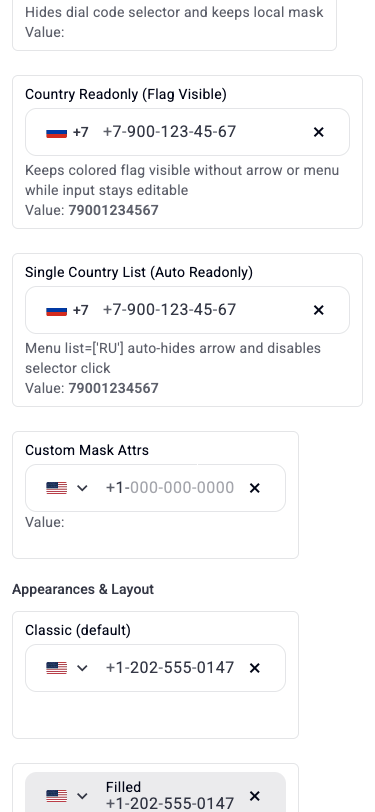 Hides dial code selector and keeps local mask
Value:
Country Readonly (Flag Visible)
+7 +7-900-123-45-67
Keeps colored flag visible without arrow or menu
while input stays editable
Value: 79001234567
Single Country List (Auto Readonly)
+7 +7-900-123-45-67
Menu list=['RU'] auto-hides arrow and disables
selector click
Value: 79001234567
Custom Mask Attrs
+1-000-000-0000
Value:
Appearances & Layout
Classic (default)
+1-202-555-0147
Filled
+1-202-555-0147